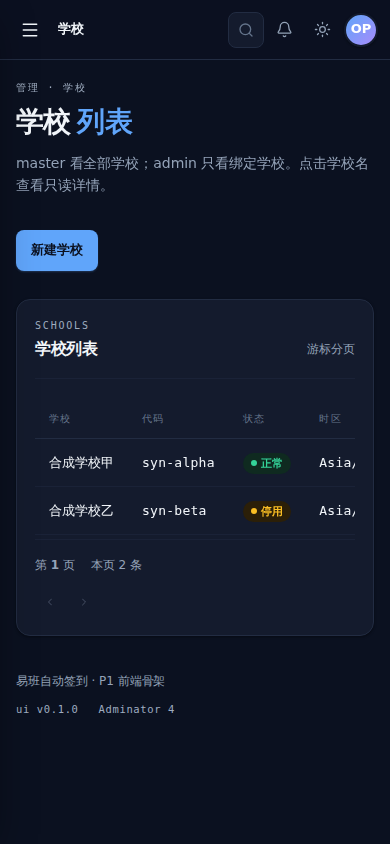 学校
OP
管理 · 学校
学校 列表
master 看全部学校；admin 只看绑定学校。点击学校名
查看只读详情。
新建学校
SCHOOLS
学校列表
游标分页
学校 代码 状态 时区
合成学校甲 syn-alpha 正常 Asia/
合成学校乙 syn-beta 停用 Asia/
第 1 页 本页 2 条
易班自动签到 · P1 前端骨架
ui v0.1.0 Adminator 4